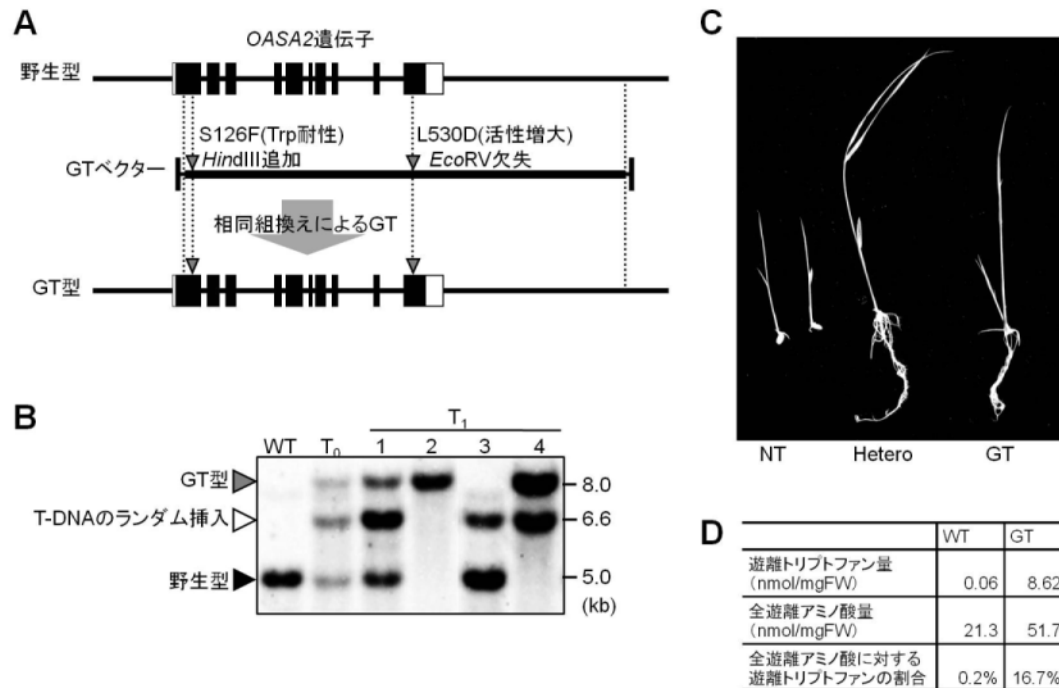 A
OASA2遺伝子
野生型
S126F(Trp耐性)
HindIII追加
L530D(活性増大)
EcoRV欠失
GTベクター
相同組換えによるGT
GT型
B
T1
WT T0 1 2 3 4
GT型 8.0
T-DNAのランダム挿入 6.6
野生型 5.0
(kb)
C
NT Hetero GT
D
WT GT
遊離トリプトファン量
(nmol/mgFW) 0.06 8.62
全遊離アミノ酸量
(nmol/mgFW) 21.3 51.7
全遊離アミノ酸に対する
遊離トリプトファンの割合 0.2% 16.7%